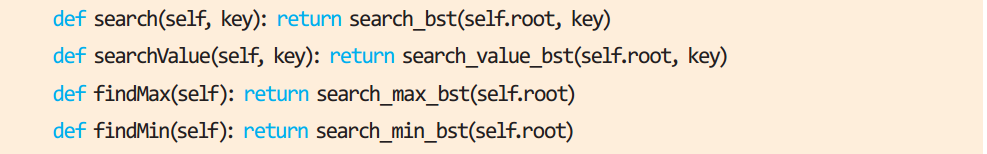 def search(self, key): return search_bst(self.root, key)
def searchValue(self, key): return search_value_bst(self.root, key)
def findMax(self): return search_max_bst(self.root)
def findMin(self): return search_min_bst(self.root)